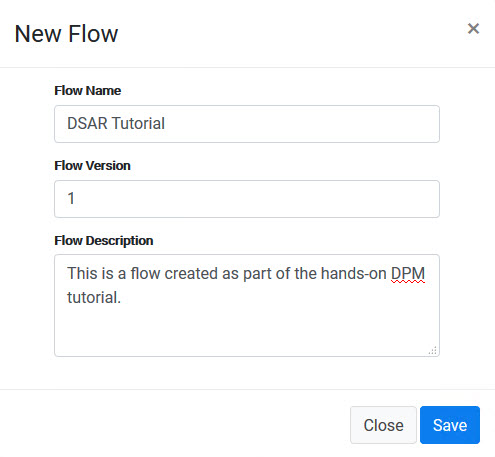 New Flow
×
Flow Name
DSAR Tutorial
Flow Version
1
Flow Description
This is a flow created as part of the hands-on DPM
tutorial.
Close Save